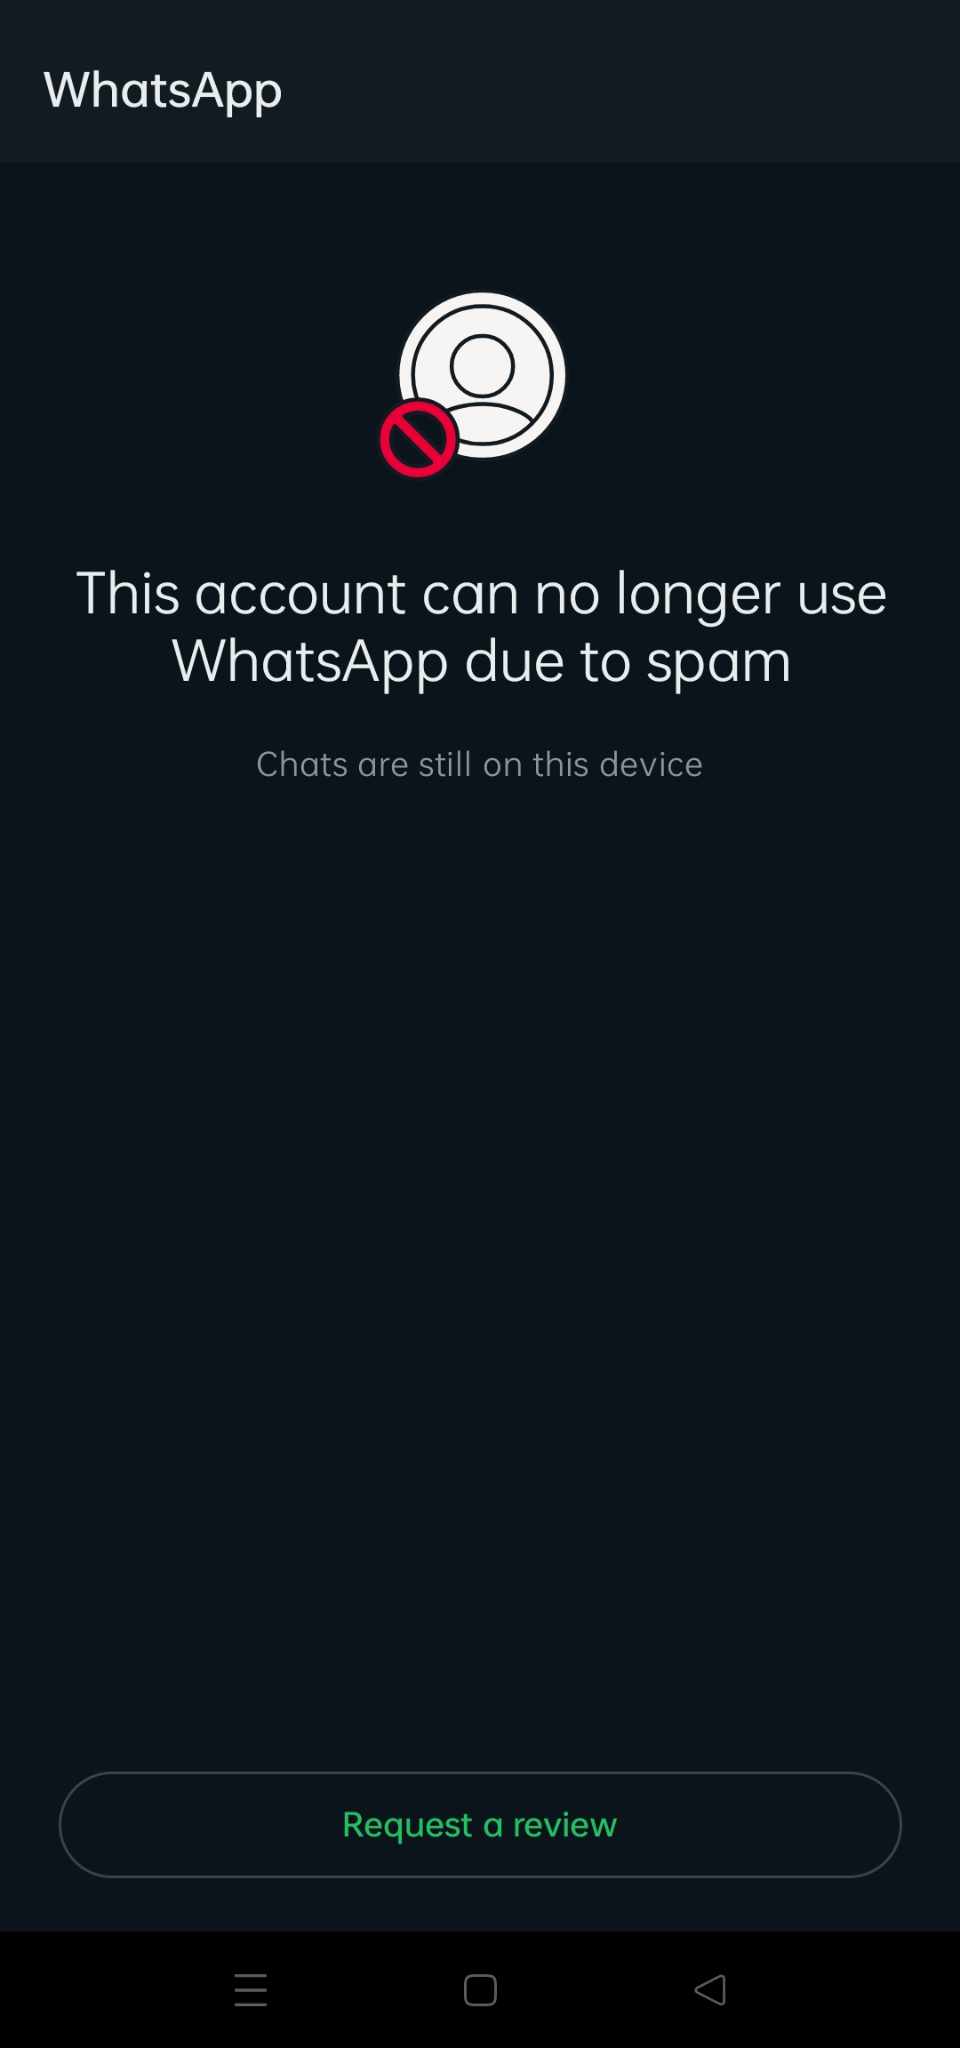 WhatsApp
This account can no longer use
WhatsApp due to spam
Chats are still on this device
Request a review